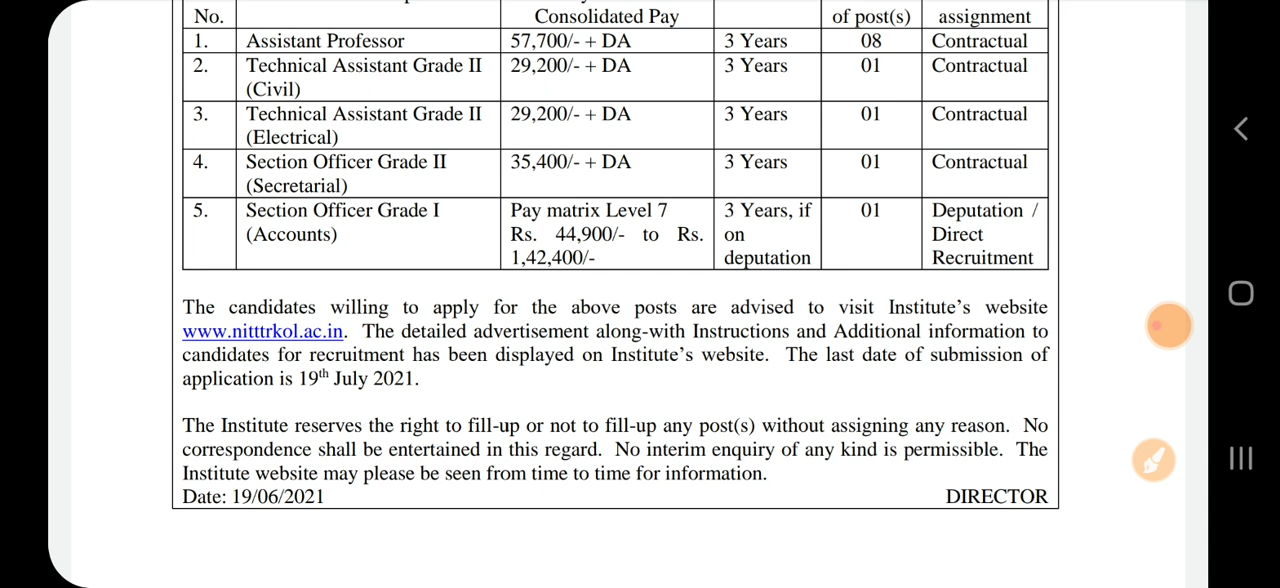 No.
Consolidated Pay
of post(s)
assignment
1. Assistant Professor 57,700/- + DA 3 Years 08 Contractual
2. Technical Assistant Grade II 29,200/- + DA 3 Years 01 Contractual
(Civil)
3. Technical Assistant Grade II 29,200/- + DA 3 Years 01 Contractual
(Electrical)
4. Section Officer Grade II 35,400/- + DA 3 Years 01 Contractual
(Secretarial)
5. Section Officer Grade I Pay matrix Level 7 3 Years, if 01 Deputation /
(Accounts) Rs. 44,900/- to Rs. on Direct
1,42,400/- deputation Recruitment
The candidates willing to apply for the above posts are advised to visit Institute’s website
www.nitttrkol.ac.in. The detailed advertisement along-with Instructions and Additional information to
candidates for recruitment has been displayed on Institute’s website. The last date of submission of
application is 19th July 2021.
The Institute reserves the right to fill-up or not to fill-up any post(s) without assigning any reason. No
correspondence shall be entertained in this regard. No interim enquiry of any kind is permissible. The
Institute website may please be seen from time to time for information.
Date: 19/06/2021 DIRECTOR